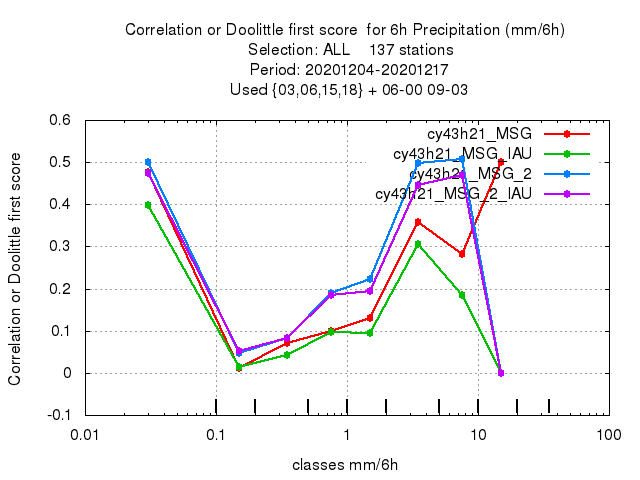 Correlation or Doolittle first score  for 6h Precipitation (mm/6h)
Selection: ALL    137 stations
Period: 20201204-20201217
Used {03,06,15,18} + 06-00 09-03
Correlation or Doolittle first score
0.6
0.5
0.4
0.3
0.2
0.1
0
-0.1
cy43h21_MSG
cy43h21_MSG_IAU
cy43h21_MSG_2
cy43h21_MSG_2_IAU
0.01 0.1 1 10 100
classes mm/6h